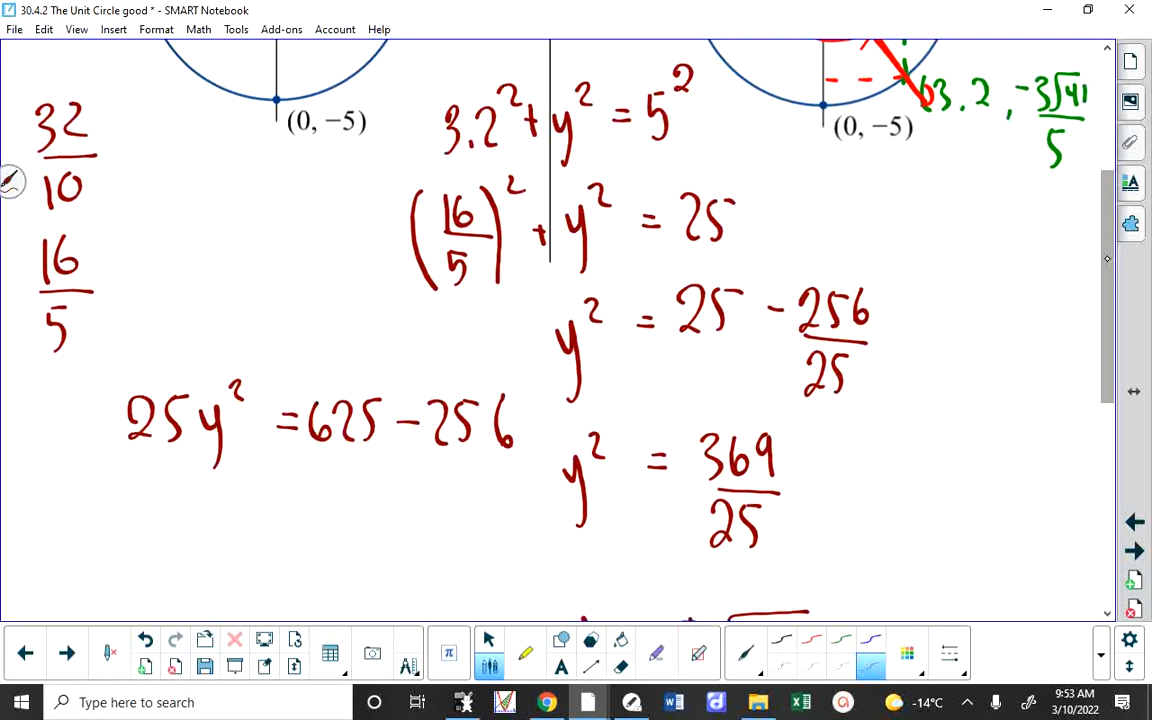 30.4.2 The Unit Circle good * - SMART Notebook
File Edit View Insert Format Math Tools Add-ons Account Help
32/10
16/5
(0, −5)
3.2² + y² = 5²
(0, −5)
(3.2, -3√41/5
(16/5)² + y² = 25
y² = 25 - 256/25
25y² = 625 - 256
y² = 369/25
π
A
Type here to search
-14°C
9:53 AM
3/10/2022